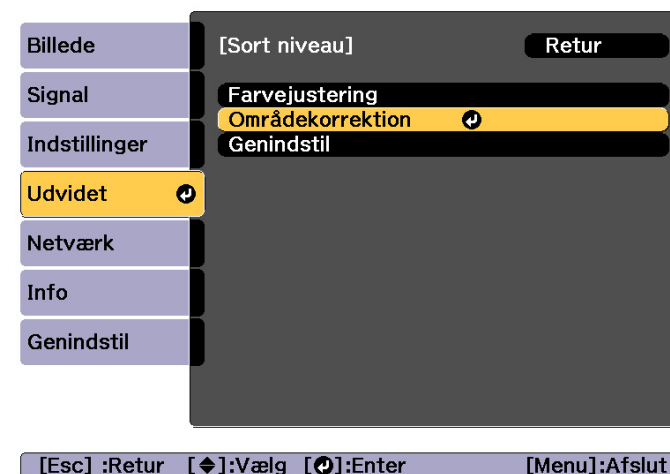 Billede
Signal
Indstillinger
Udvidet
Netværk
Info
Genindstil
[Sort niveau] Retur
Farvejustering
Områdekorrektion
Genindstil
[Esc] :Retur [ ]:Vælg [ ]:Enter [Menu]:Afslut